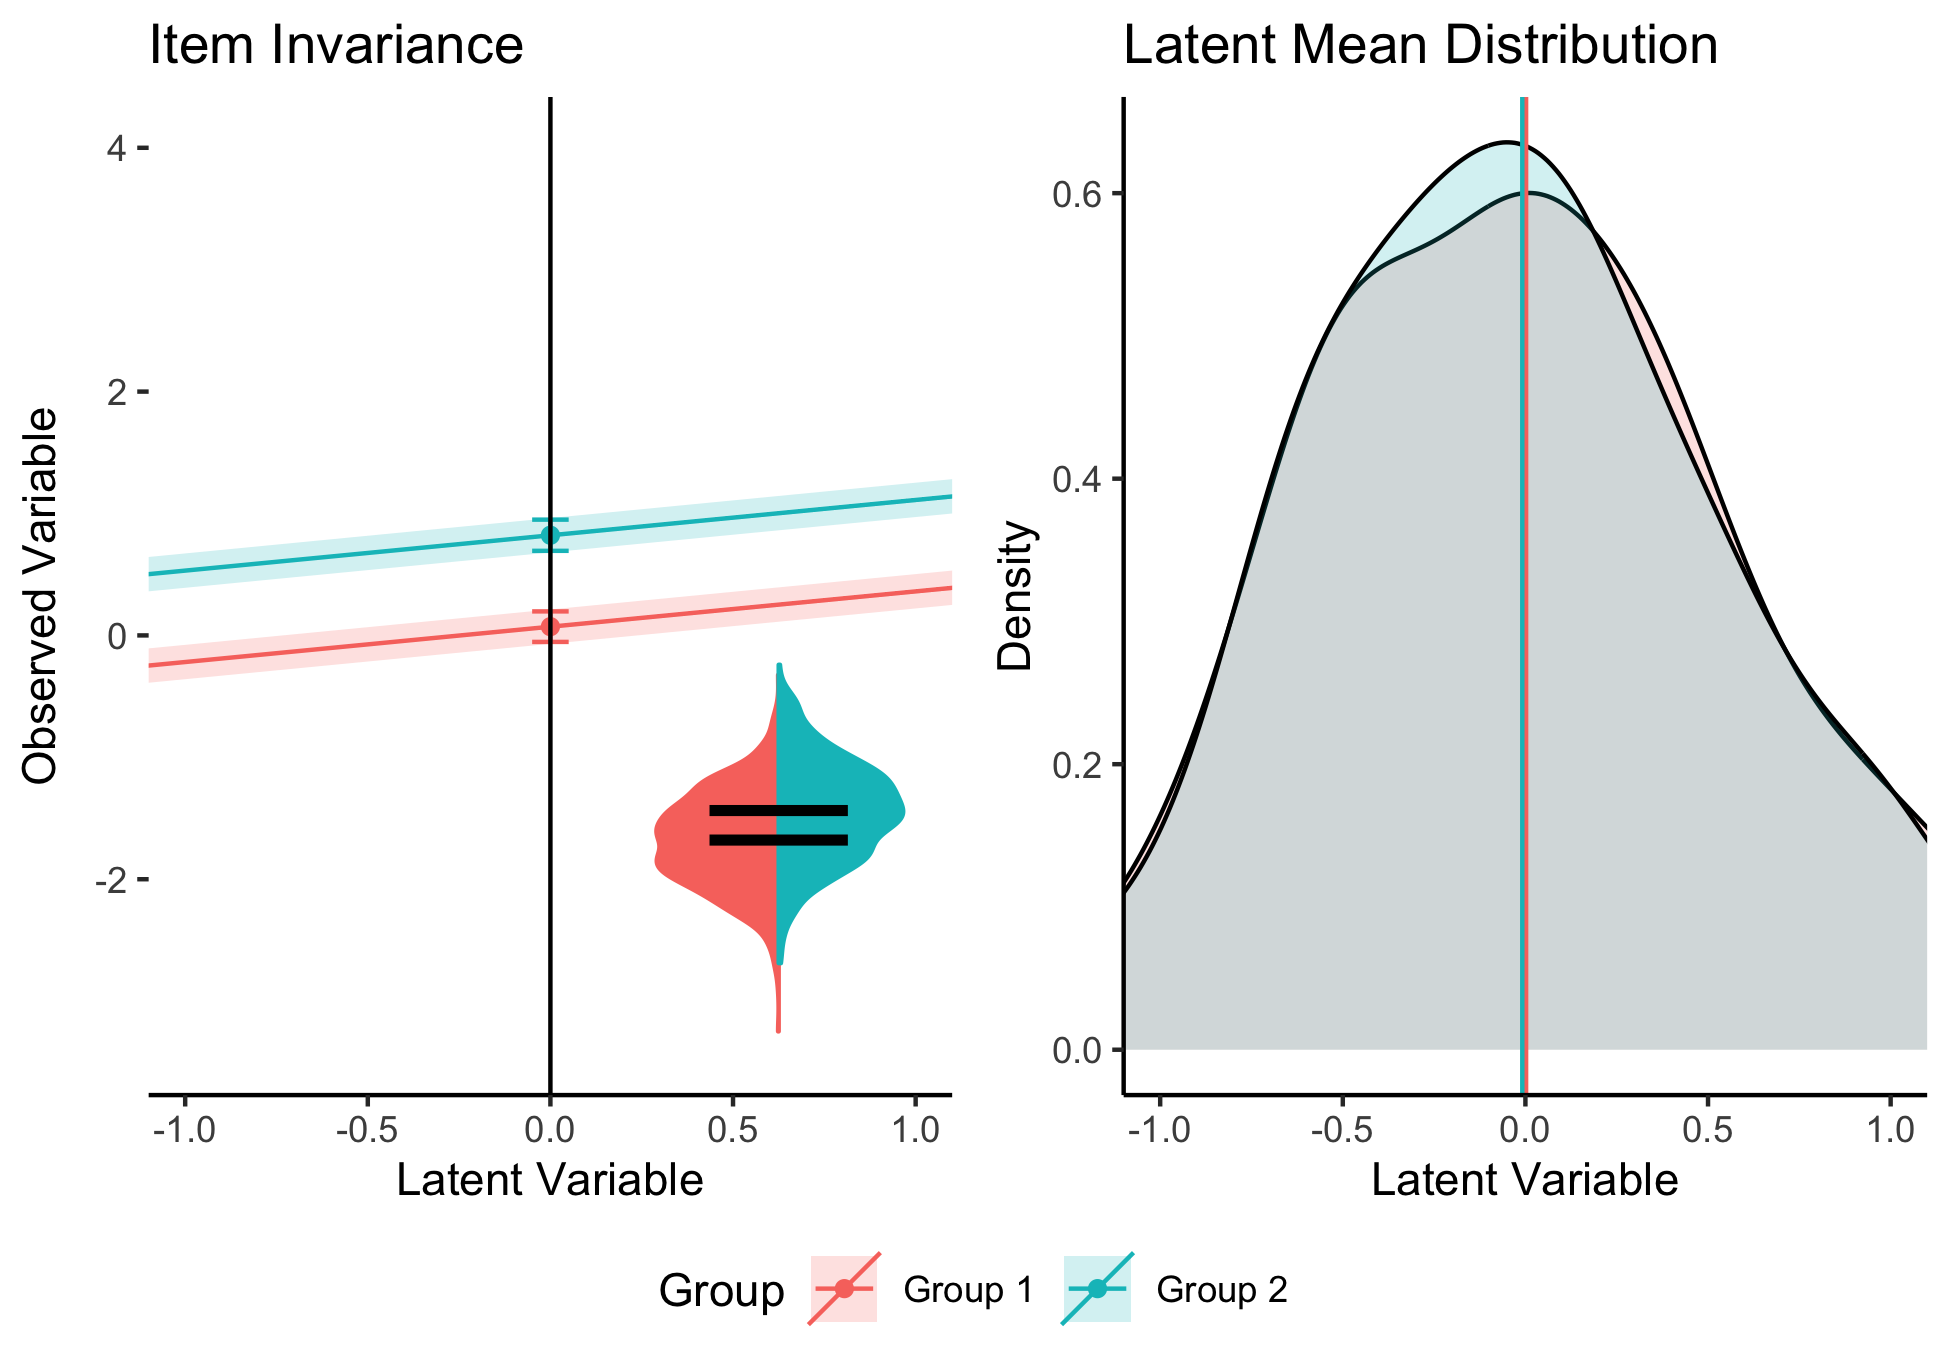 Item Invariance
Observed Variable
4
2
0
-2
-1.0 -0.5 0.0 0.5 1.0
Latent Variable
Latent Mean Distribution
Density
0.6
0.4
0.2
0.0
-1.0 -0.5 0.0 0.5 1.0
Latent Variable
Group Group 1 Group 2